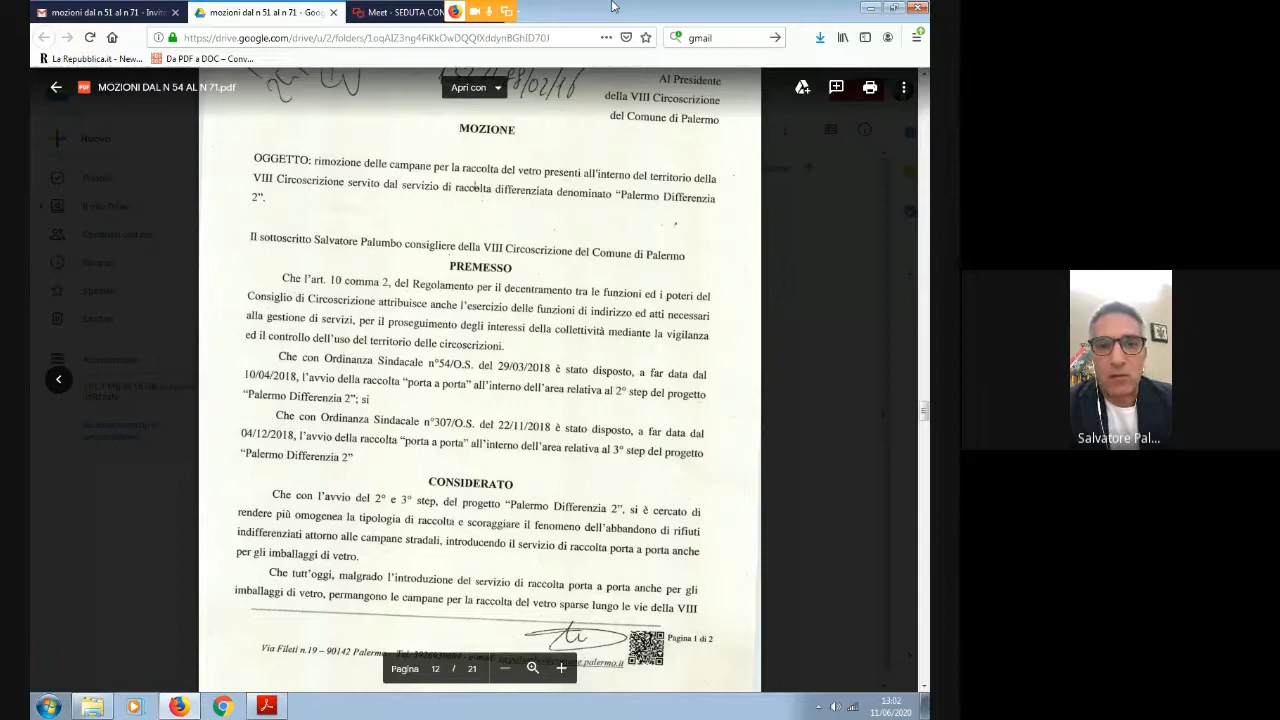 mozioni dal n 51 al n 71 - Invito
mozioni dal n 51 al n 71 - Goog
Meet - SEDUTA CON
https://drive.google.com/drive/u/2/folders/
gmail
La Repubblica.it - New...
Da PDF a DOC – Conv...
MOZIONI DAL N 54 AL N 71.pdf
Apri con
Al Presidente
della VIII Circoscrizione
del Comune di Palermo
MOZIONE
OGGETTO: rimozione delle campane per la raccolta del vetro presenti all'interno del territorio della
VIII Circoscrizione servito dal servizio di raccolta differenziata denominato “Palermo Differenzia
2”.
Il sottoscritto Salvatore Palumbo consigliere della VIII Circoscrizione del Comune di Palermo
PREMESSO
Che l'art. 10 comma 2, del Regolamento per il decentramento tra le funzioni ed i poteri del
Consiglio di Circoscrizione attribuisce anche l'esercizio delle funzioni di indirizzo ed atti necessari
alla gestione di servizi, per il proseguimento degli interessi della collettività mediante la vigilanza
ed il controllo dell'uso del territorio delle circoscrizioni.
Che con Ordinanza Sindacale n°54/O.S. del 29/03/2018 è stato disposto, a far data dal
10/04/2018, l'avvio della raccolta “porta a porta” all'interno dell'area relativa al 2° step del progetto
“Palermo Differenzia 2”; si
Che con Ordinanza Sindacale n°307/O.S. del 22/11/2018 è stato disposto, a far data dal
04/12/2018, l'avvio della raccolta “porta a porta” all'interno dell'area relativa al 3° step del progetto
“Palermo Differenzia 2”
CONSIDERATO
Che con l'avvio del 2° e 3° step, del progetto “Palermo Differenzia 2”, si è cercato di
rendere più omogenea la tipologia di raccolta e scoraggiare il fenomeno dell'abbandono di rifiuti
indifferenziati attorno alle campane stradali, introducendo il servizio di raccolta porta a porta anche
per gli imballaggi di vetro.
Che tutt'oggi, malgrado l'introduzione del servizio di raccolta porta a porta anche per gli
imballaggi di vetro, permangono le campane per la raccolta del vetro sparse lungo le vie della VIII
Pagina 1 di 2
Via Fileti n.19 – 90142 Palermo
Pagina 12 / 21
Nuovo
Il mio Drive
Salvatore Pal...
13:02
11/06/2020